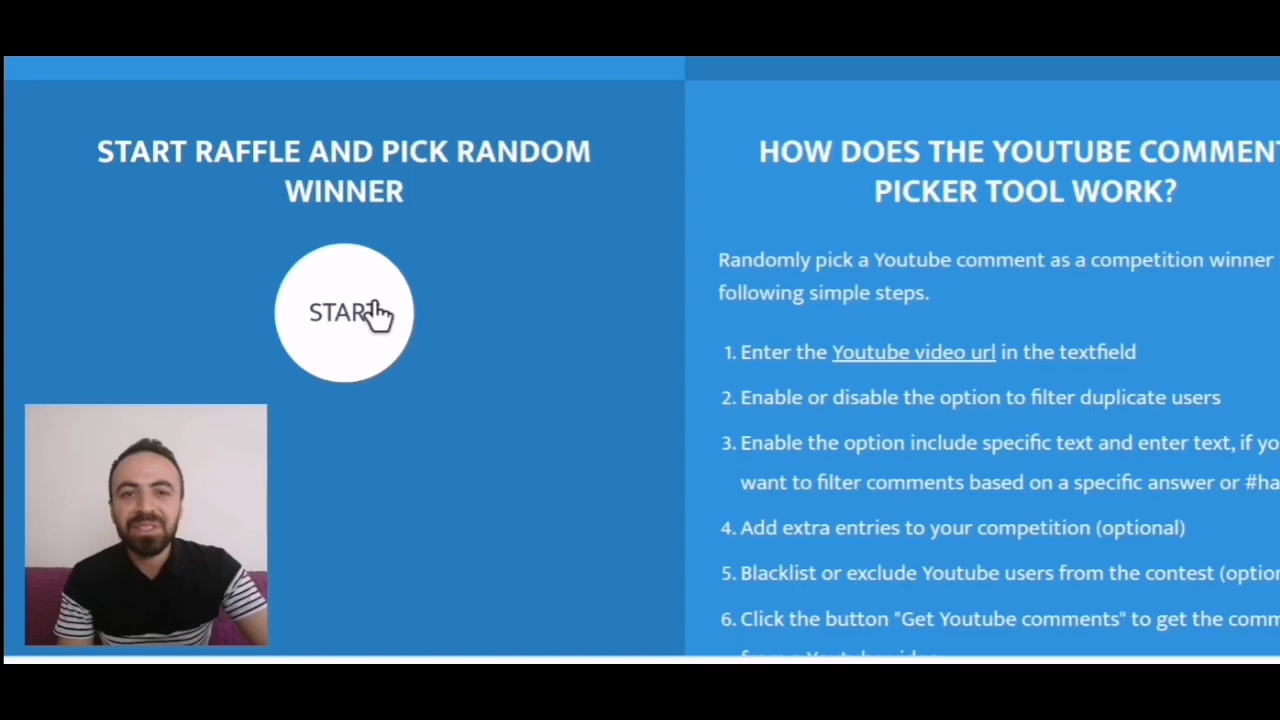 START RAFFLE AND PICK RANDOM
WINNER
START
HOW DOES THE YOUTUBE COMMENT
PICKER TOOL WORK?
Randomly pick a Youtube comment as a competition winner
following simple steps.
1. Enter the Youtube video url in the textfield
2. Enable or disable the option to filter duplicate users
3. Enable the option include specific text and enter text, if yo
want to filter comments based on a specific answer or #ha
4. Add extra entries to your competition (optional)
5. Blacklist or exclude Youtube users from the contest (option
6. Click the button "Get Youtube comments" to get the comm